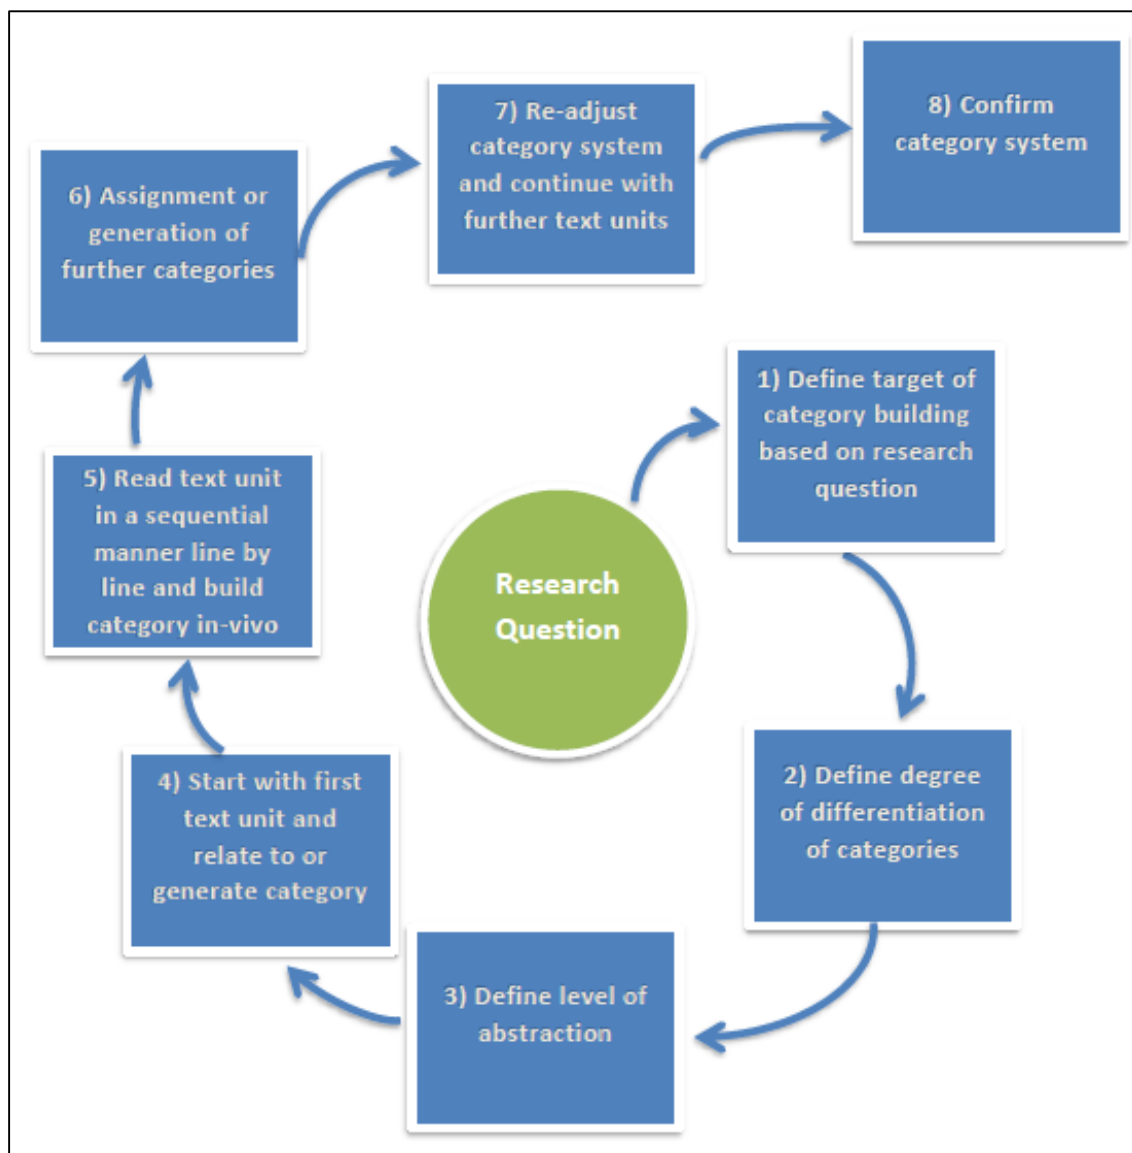 Research
Question
1) Define target of
category building
based on research
question
2) Define degree
of differentiation
of categories
3) Define level of
abstraction
4) Start with first
text unit and
relate to or
generate category
5) Read text unit
in a sequential
manner line by
line and build
category in-vivo
6) Assignment or
generation of
further categories
7) Re-adjust
category system
and continue with
further text units
8) Confirm
category system